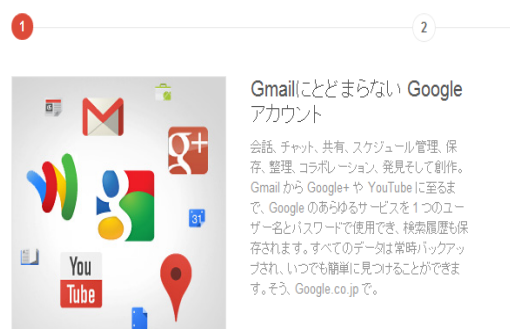 1
2
Gmailにとどまらない Google
アカウント
会話、チャット、共有、スケジュール管理、保
存、整理、コラボレーション、発見そして創作。
Gmail から Google+ や YouTube に至るま
で、Google のあらゆるサービスを 1 つのユー
ザー名とパスワードで使用でき、検索履歴も保
存されます。すべてのデータは常時バックアッ
プされ、いつでも簡単に見つけることができま
す。そう、Google.co.jp で。
g+
31
You
Tube